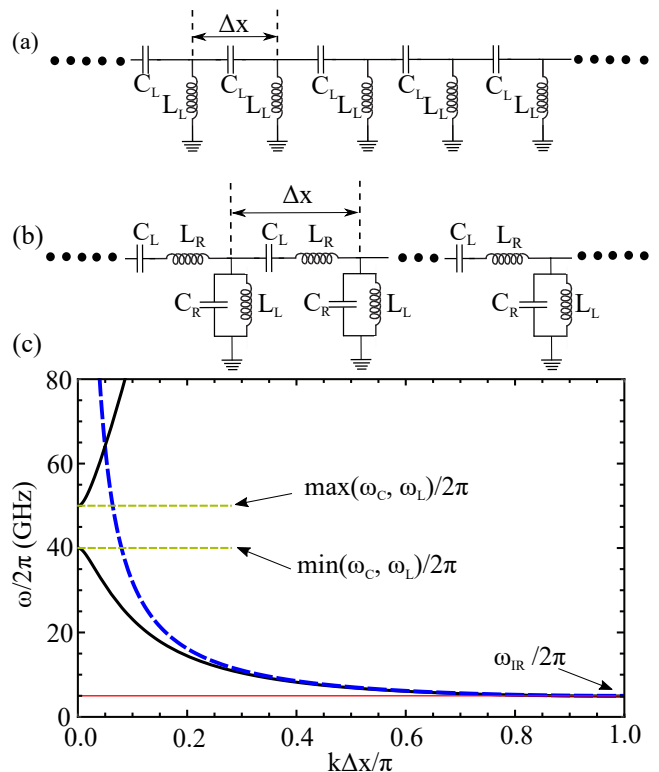 (a)
Δx
C_L C_L C_L C_L C_L
L_L L_L L_L L_L L_L
(b)
Δx
C_L L_R C_L L_R C_L L_R
C_R L_L C_R L_L C_R L_L
(c)
80
60
40
20
0
ω/2π (GHz)
max(ω_C, ω_L)/2π
min(ω_C, ω_L)/2π
ω_IR /2π
0.0 0.2 0.4 0.6 0.8 1.0
kΔx/π